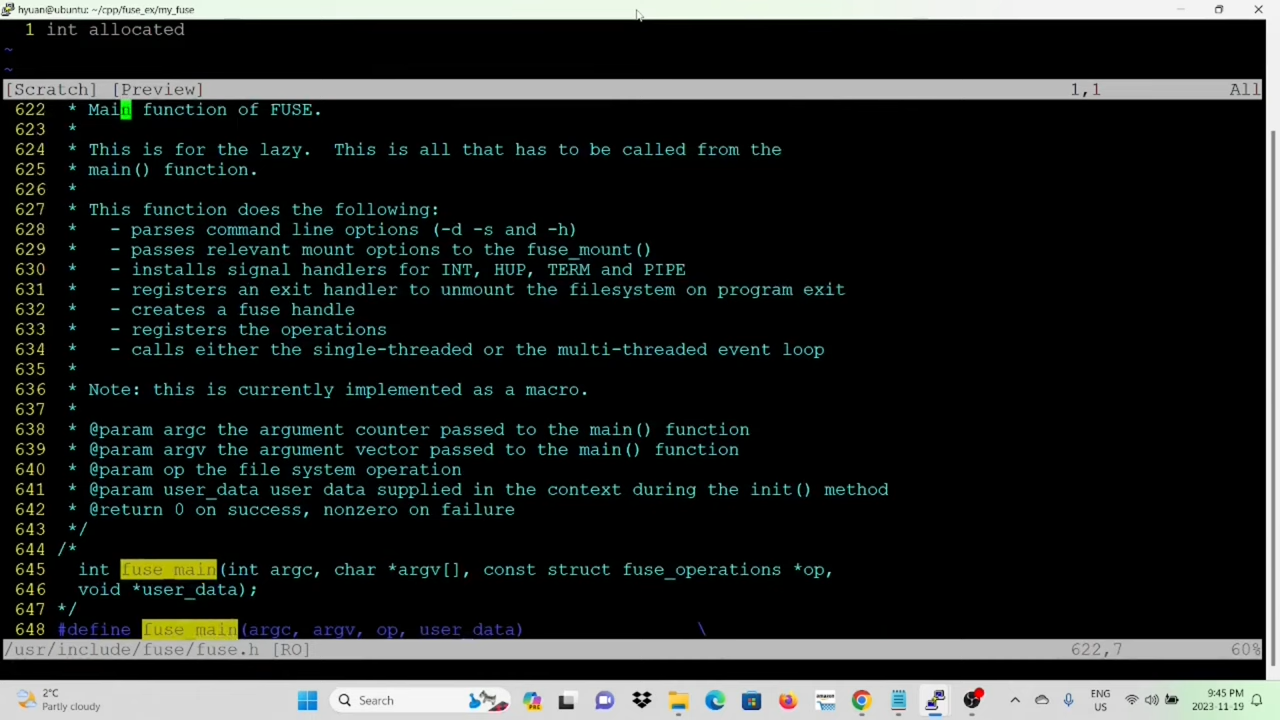 hyuan@ubuntu: ~/cpp/fuse_ex/my_fuse
1 int allocated
~
~
[Scratch] [Preview] 1,1 All
622 * Main function of FUSE.
623 *
624 * This is for the lazy. This is all that has to be called from the
625 * main() function.
626 *
627 * This function does the following:
628 * - parses command line options (-d -s and -h)
629 * - passes relevant mount options to the fuse_mount()
630 * - installs signal handlers for INT, HUP, TERM and PIPE
631 * - registers an exit handler to unmount the filesystem on program exit
632 * - creates a fuse handle
633 * - registers the operations
634 * - calls either the single-threaded or the multi-threaded event loop
635 *
636 * Note: this is currently implemented as a macro.
637 *
638 * @param argc the argument counter passed to the main() function
639 * @param argv the argument vector passed to the main() function
640 * @param op the file system operation
641 * @param user_data user data supplied in the context during the init() method
642 * @return 0 on success, nonzero on failure
643 */
644 /*
645 int fuse_main(int argc, char *argv[], const struct fuse_operations *op,
646 void *user_data);
647 */
648 #define fuse_main(argc, argv, op, user_data) \
/usr/include/fuse/fuse.h [RO] 622,7 60%
2°C
Partly cloudy
Search
ENG
US
9:45 PM
2023-11-19